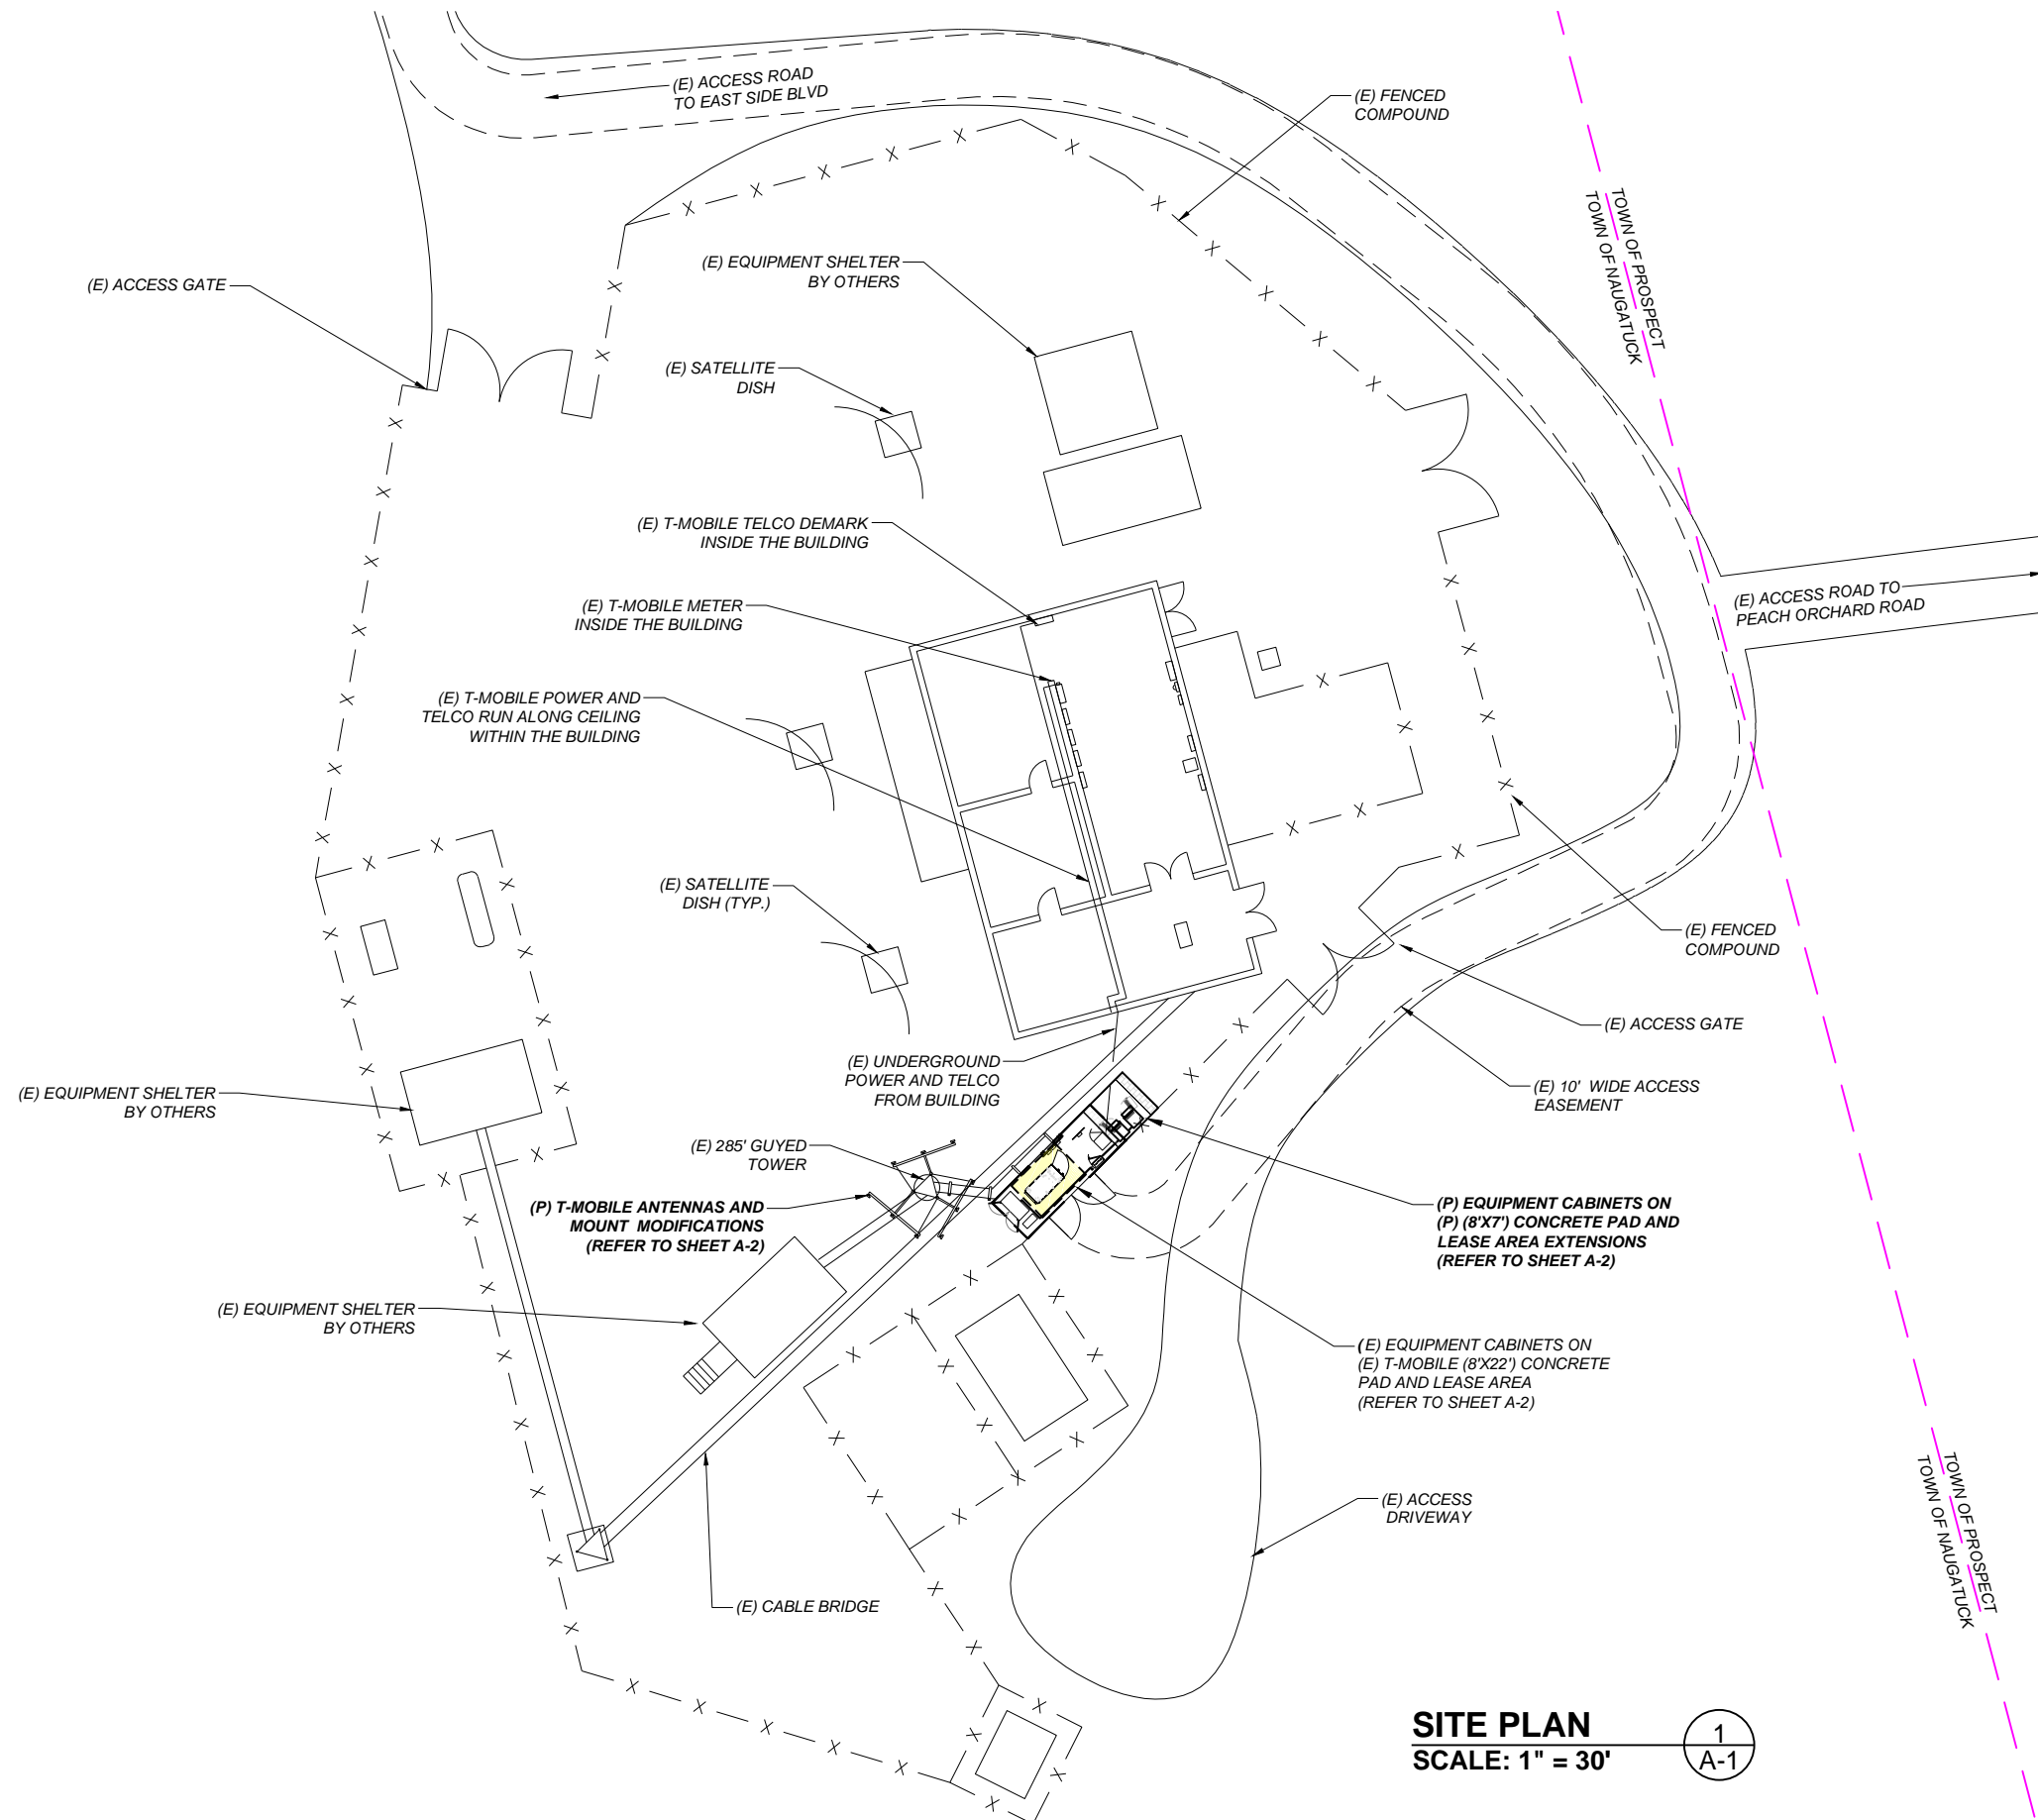 (E) ACCESS ROAD
TO EAST SIDE BLVD
(E) FENCED
COMPOUND
TOWN OF PROSPECT
TOWN OF NAUGATUCK
(E) EQUIPMENT SHELTER
BY OTHERS
(E) ACCESS GATE
(E) SATELLITE
DISH
(E) T-MOBILE TELCO DEMARK
INSIDE THE BUILDING
(E) T-MOBILE METER
INSIDE THE BUILDING
(E) ACCESS ROAD TO
PEACH ORCHARD ROAD
(E) T-MOBILE POWER AND
TELCO RUN ALONG CEILING
WITHIN THE BUILDING
(E) SATELLITE
DISH (TYP.)
(E) FENCED
COMPOUND
(E) ACCESS GATE
(E) UNDERGROUND
POWER AND TELCO
FROM BUILDING
(E) 10' WIDE ACCESS
EASEMENT
(E) EQUIPMENT SHELTER
BY OTHERS
(E) 285' GUYED
TOWER
(P) T-MOBILE ANTENNAS AND
MOUNT MODIFICATIONS
(REFER TO SHEET A-2)
(P) EQUIPMENT CABINETS ON
(P) (8'X7') CONCRETE PAD AND
LEASE AREA EXTENSIONS
(REFER TO SHEET A-2)
(E) EQUIPMENT SHELTER
BY OTHERS
(E) EQUIPMENT CABINETS ON
(E) T-MOBILE (8'X22') CONCRETE
PAD AND LEASE AREA
(REFER TO SHEET A-2)
(E) ACCESS
DRIVEWAY
TOWN OF PROSPECT
TOWN OF NAUGATUCK
(E) CABLE BRIDGE
SITE PLAN
SCALE: 1" = 30'
1
A-1